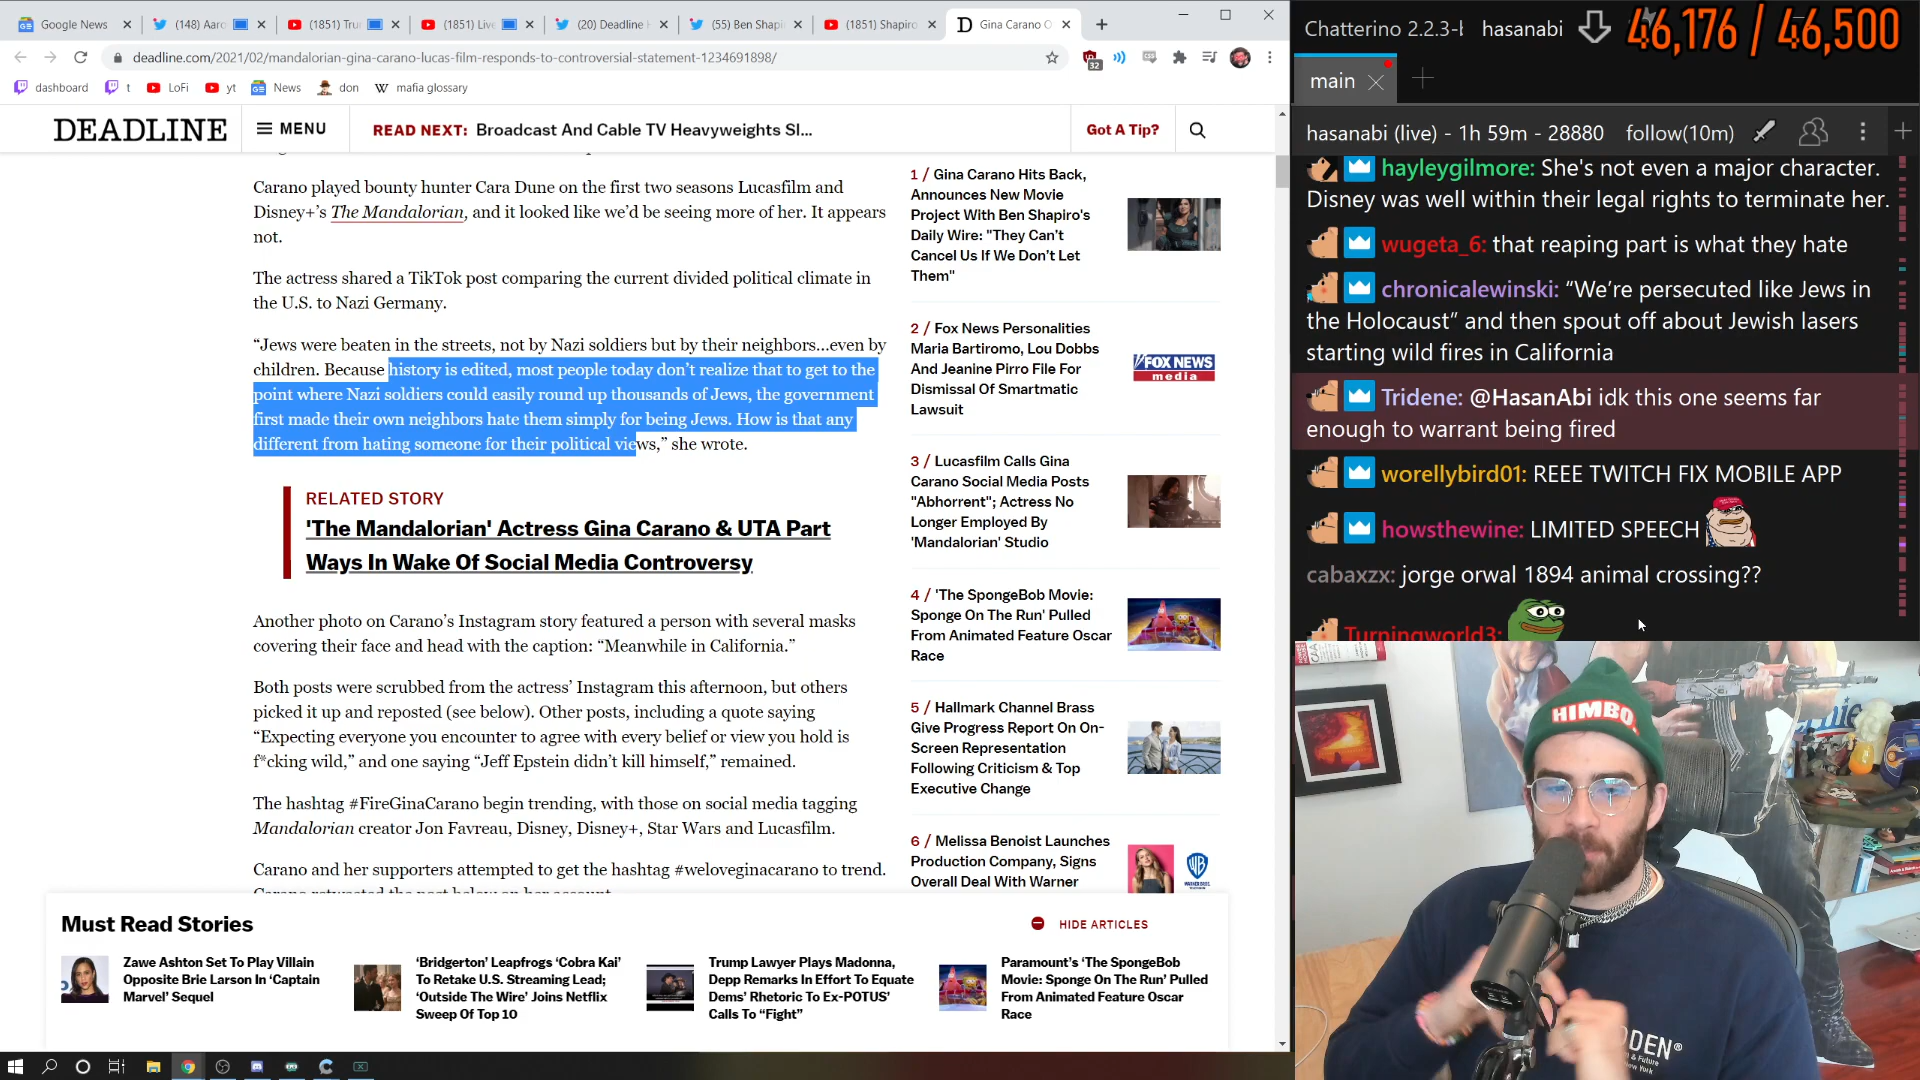 Google News
(148) Aaro
(1851) Trum
(1851) Live
(20) Deadline H
(55) Ben Shapi
(1851) Shapiro
Gina Carano O
deadline.com/2021/02/mandalorian-gina-carano-lucas-film-responds-to-controversial-statement-1234691898/
32
dashboard
t
LoFi
yt
News
don
mafia glossary
DEADLINE
MENU
READ NEXT: Broadcast And Cable TV Heavyweights Sl...
Got A Tip?
Carano played bounty hunter Cara Dune on the first two seasons Lucasfilm and
Disney+’s The Mandalorian, and it looked like we’d be seeing more of her. It appears
not.
The actress shared a TikTok post comparing the current divided political climate in
the U.S. to Nazi Germany.
“Jews were beaten in the streets, not by Nazi soldiers but by their neighbors…even by
children. Because history is edited, most people today don’t realize that to get to the
point where Nazi soldiers could easily round up thousands of Jews, the government
first made their own neighbors hate them simply for being Jews. How is that any
different from hating someone for their political views,” she wrote.
RELATED STORY
'The Mandalorian' Actress Gina Carano & UTA Part
Ways In Wake Of Social Media Controversy
Another photo on Carano’s Instagram story featured a person with several masks
covering their face and head with the caption: “Meanwhile in California.”
Both posts were scrubbed from the actress’ Instagram this afternoon, but others
picked it up and reposted (see below). Other posts, including a quote saying
“Expecting everyone you encounter to agree with every belief or view you hold is
f*cking wild,” and one saying “Jeff Epstein didn’t kill himself,” remained.
The hashtag #FireGinaCarano begin trending, with those on social media tagging
Mandalorian creator Jon Favreau, Disney, Disney+, Star Wars and Lucasfilm.
Carano and her supporters attempted to get the hashtag #weloveginacarano to trend.
Carano retweeted the post below on her account.
1 / Gina Carano Hits Back,
Announces New Movie
Project With Ben Shapiro's
Daily Wire: "They Can’t
Cancel Us If We Don’t Let
Them"
2 / Fox News Personalities
Maria Bartiromo, Lou Dobbs
And Jeanine Pirro File For
Dismissal Of Smartmatic
Lawsuit
FOX NEWS
media
3 / Lucasfilm Calls Gina
Carano Social Media Posts
"Abhorrent"; Actress No
Longer Employed By
'Mandalorian' Studio
4 / 'The SpongeBob Movie:
Sponge On The Run' Pulled
From Animated Feature Oscar
Race
5 / Hallmark Channel Brass
Give Progress Report On On-
Screen Representation
Following Criticism & Top
Executive Change
6 / Melissa Benoist Launches
Production Company, Signs
Overall Deal With Warner
Must Read Stories
HIDE ARTICLES
Zawe Ashton Set To Play Villain
Opposite Brie Larson In ‘Captain
Marvel’ Sequel
‘Bridgerton’ Leapfrogs ‘Cobra Kai’
To Retake U.S. Streaming Lead;
‘Outside The Wire’ Joins Netflix
Sweep Of Top 10
Trump Lawyer Plays Madonna,
Depp Remarks In Effort To Equate
Dems’ Rhetoric To Ex-POTUS’
Calls To “Fight”
Paramount’s ‘The SpongeBob
Movie: Sponge On The Run’ Pulled
From Animated Feature Oscar
Race
Chatterino 2.2.3-b
hasanabi
46,176 / 46,500
main
hasanabi (live) - 1h 59m - 28880
follow(10m)
hayleygilmore: She's not even a major character.
Disney was well within their legal rights to terminate her.
wugeta_6: that reaping part is what they hate
chronicalewinski: “We’re persecuted like Jews in
the Holocaust” and then spout off about Jewish lasers
starting wild fires in California
Tridene: @HasanAbi idk this one seems far
enough to warrant being fired
worellybird01: REEE TWITCH FIX MOBILE APP
howsthewine: LIMITED SPEECH
cabaxzx: jorge orwal 1894 animal crossing??
Turningworld3:
HIMBO